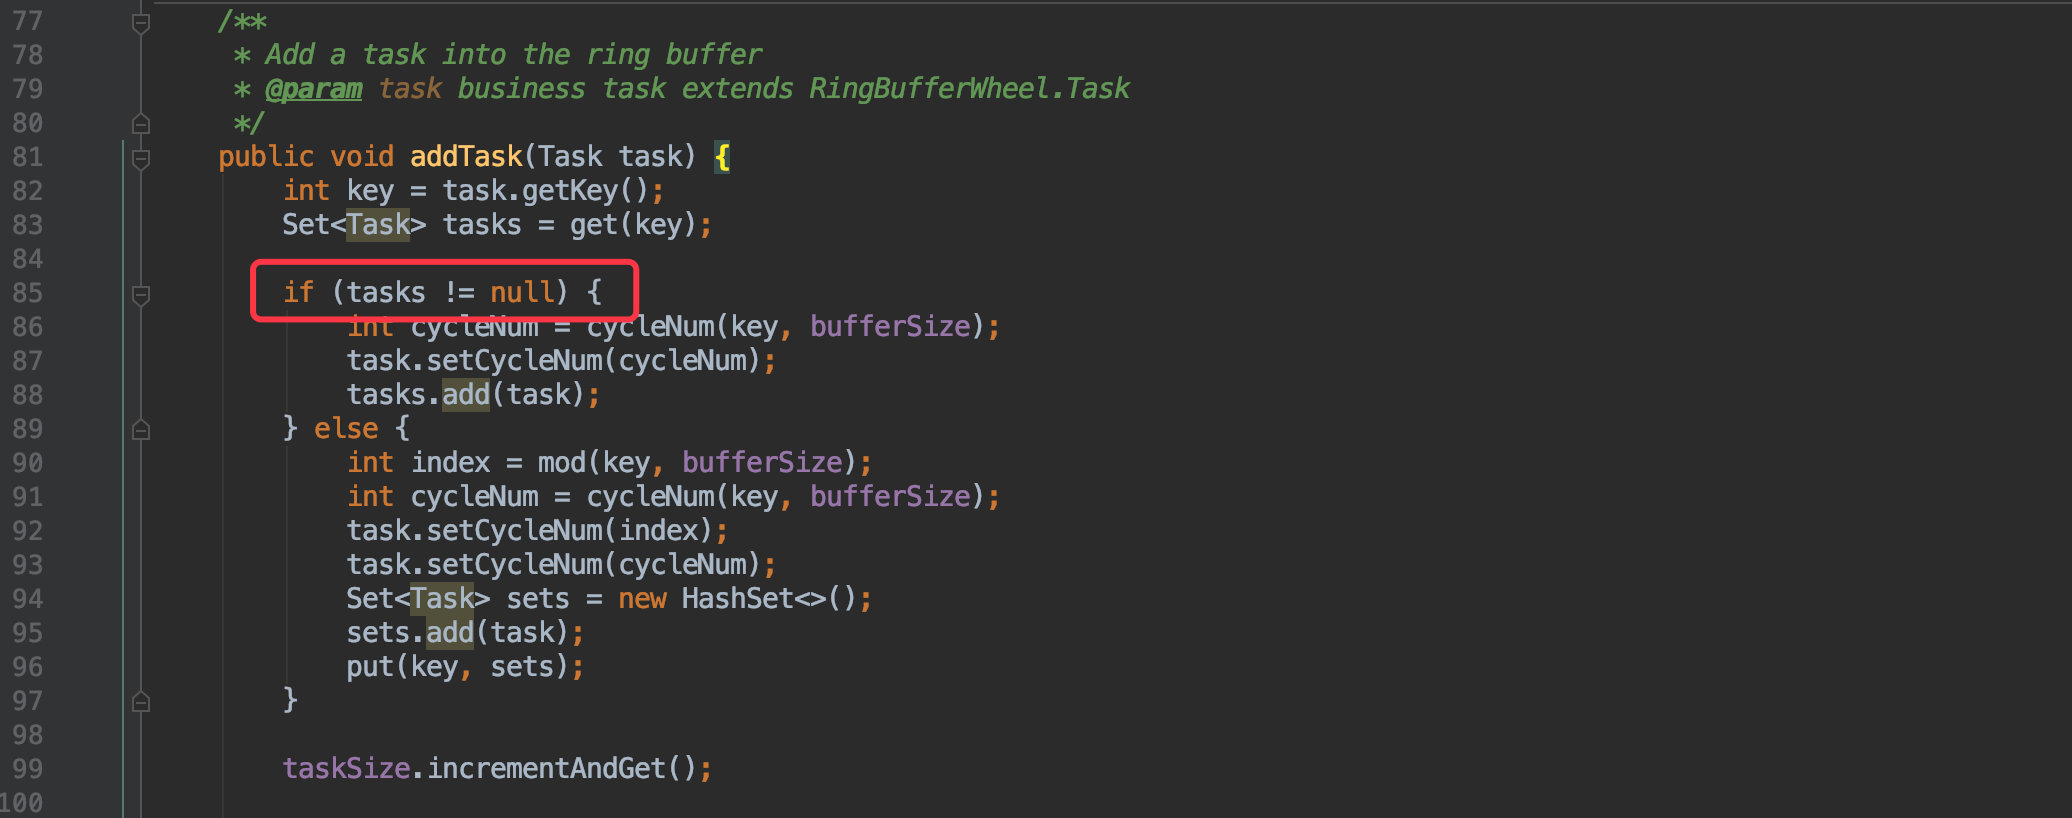 77 /**
78 * Add a task into the ring buffer
79 * @param task business task extends RingBufferWheel.Task
80 */
81 public void addTask(Task task) {
82 int key = task.getKey();
83 Set<Task> tasks = get(key);
84
85 if (tasks != null) {
86 int cycleNum = cycleNum(key, bufferSize);
87 task.setCycleNum(cycleNum);
88 tasks.add(task);
89 } else {
90 int index = mod(key, bufferSize);
91 int cycleNum = cycleNum(key, bufferSize);
92 task.setCycleNum(index);
93 task.setCycleNum(cycleNum);
94 Set<Task> sets = new HashSet<>();
95 sets.add(task);
96 put(key, sets);
97 }
98
99 taskSize.incrementAndGet();
100